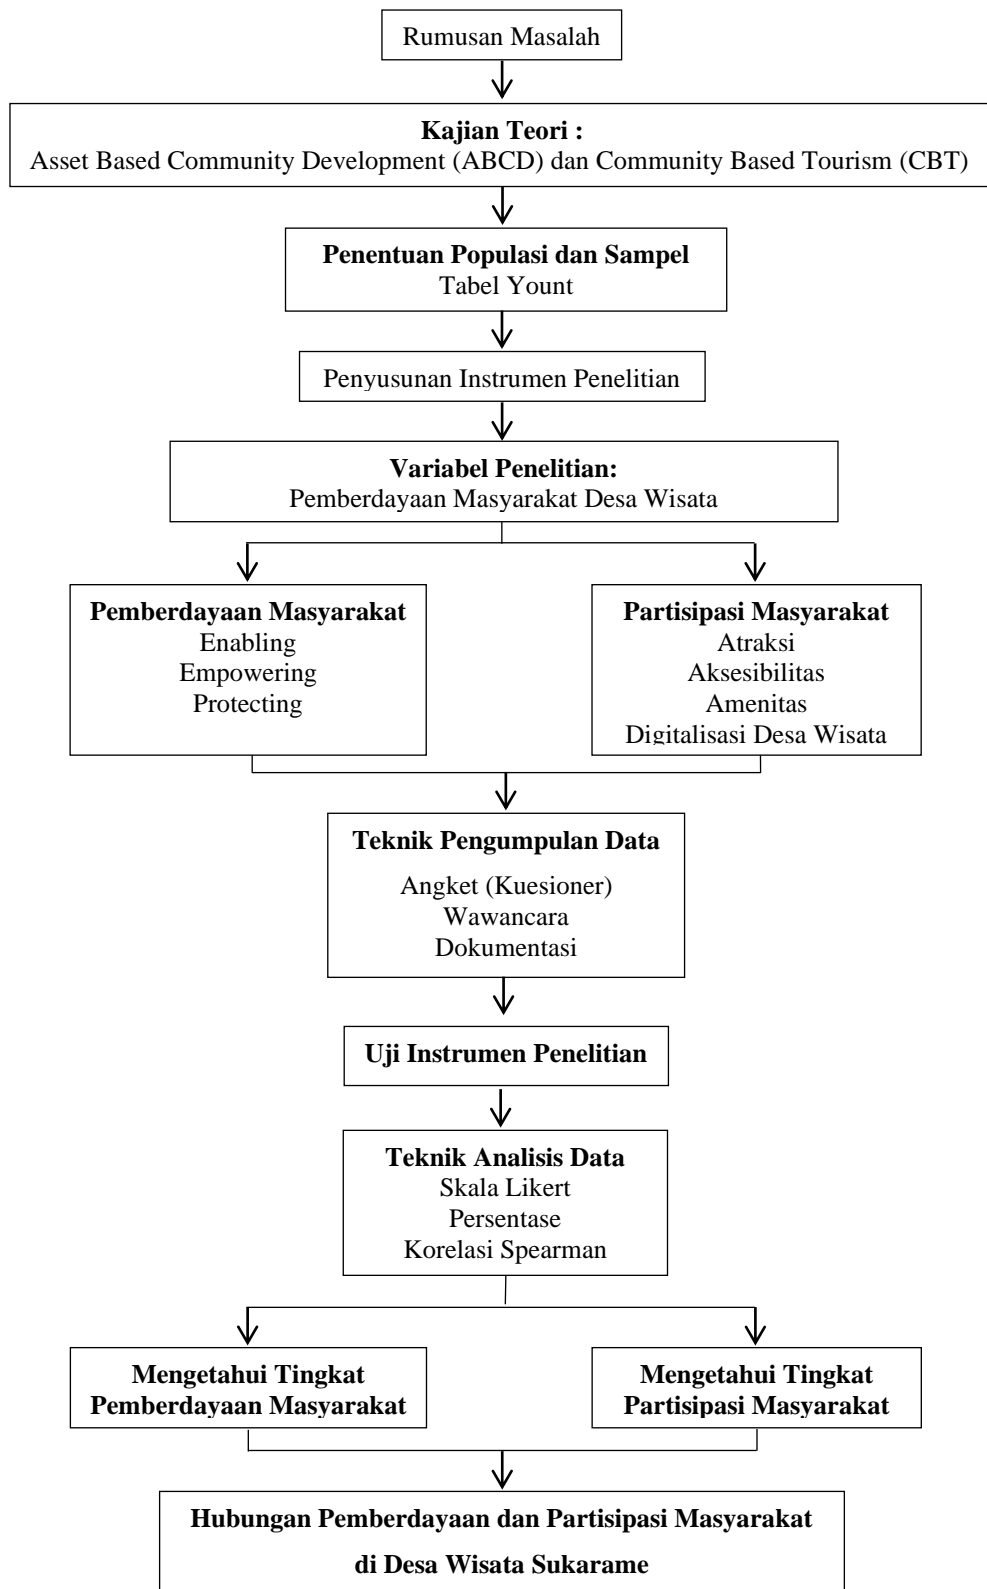 Rumusan Masalah
Kajian Teori :
Asset Based Community Development (ABCD) dan Community Based Tourism (CBT)
Penentuan Populasi dan Sampel
Tabel Yount
Penyusunan Instrumen Penelitian
Variabel Penelitian:
Pemberdayaan Masyarakat Desa Wisata
Pemberdayaan Masyarakat
Enabling
Empowering
Protecting
Partisipasi Masyarakat
Atraksi
Aksesibilitas
Amenitas
Digitalisasi Desa Wisata
Teknik Pengumpulan Data
Angket (Kuesioner)
Wawancara
Dokumentasi
Uji Instrumen Penelitian
Teknik Analisis Data
Skala Likert
Persentase
Korelasi Spearman
Mengetahui Tingkat
Pemberdayaan Masyarakat
Mengetahui Tingkat
Partisipasi Masyarakat
Hubungan Pemberdayaan dan Partisipasi Masyarakat
di Desa Wisata Sukarame